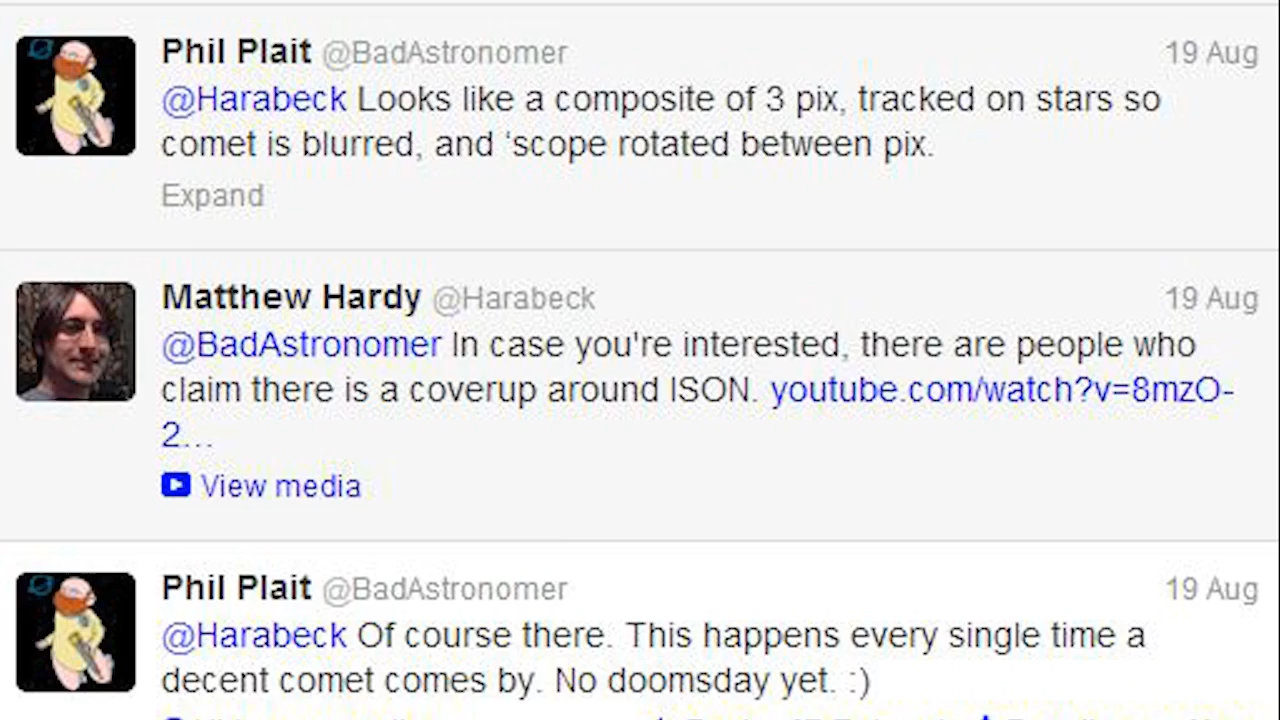 Phil Plait @BadAstronomer 19 Aug
@Harabeck Looks like a composite of 3 pix, tracked on stars so
comet is blurred, and ‘scope rotated between pix.
Expand
Matthew Hardy @Harabeck 19 Aug
@BadAstronomer In case you're interested, there are people who
claim there is a coverup around ISON. youtube.com/watch?v=8mzO-
2...
View media
Phil Plait @BadAstronomer 19 Aug
@Harabeck Of course there. This happens every single time a
decent comet comes by. No doomsday yet. :)